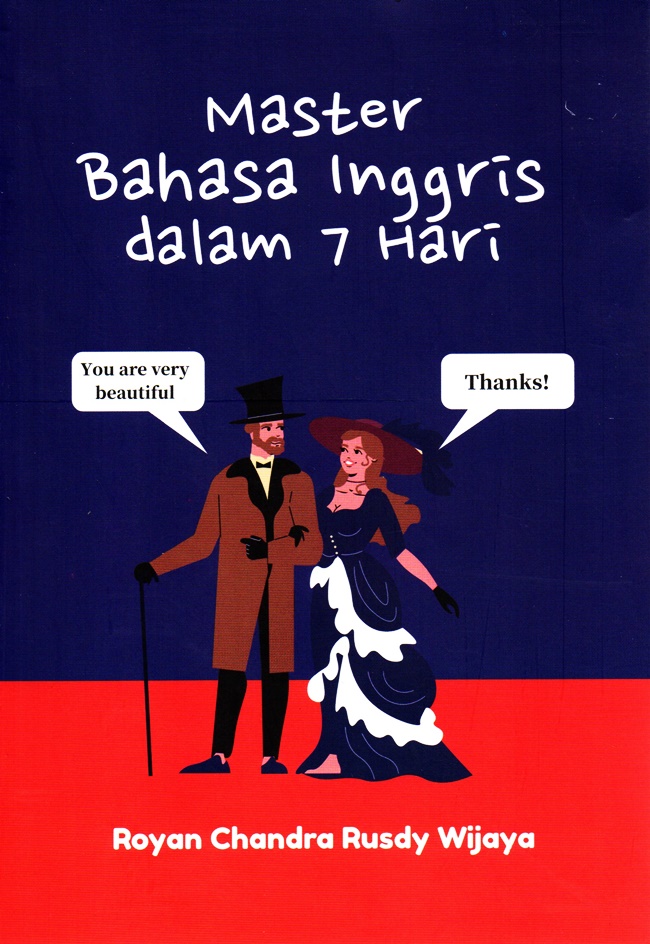 Master
Bahasa Inggris
dalam 7 Hari
You are very
beautiful
Thanks!
Royan Chandra Rusdy Wijaya